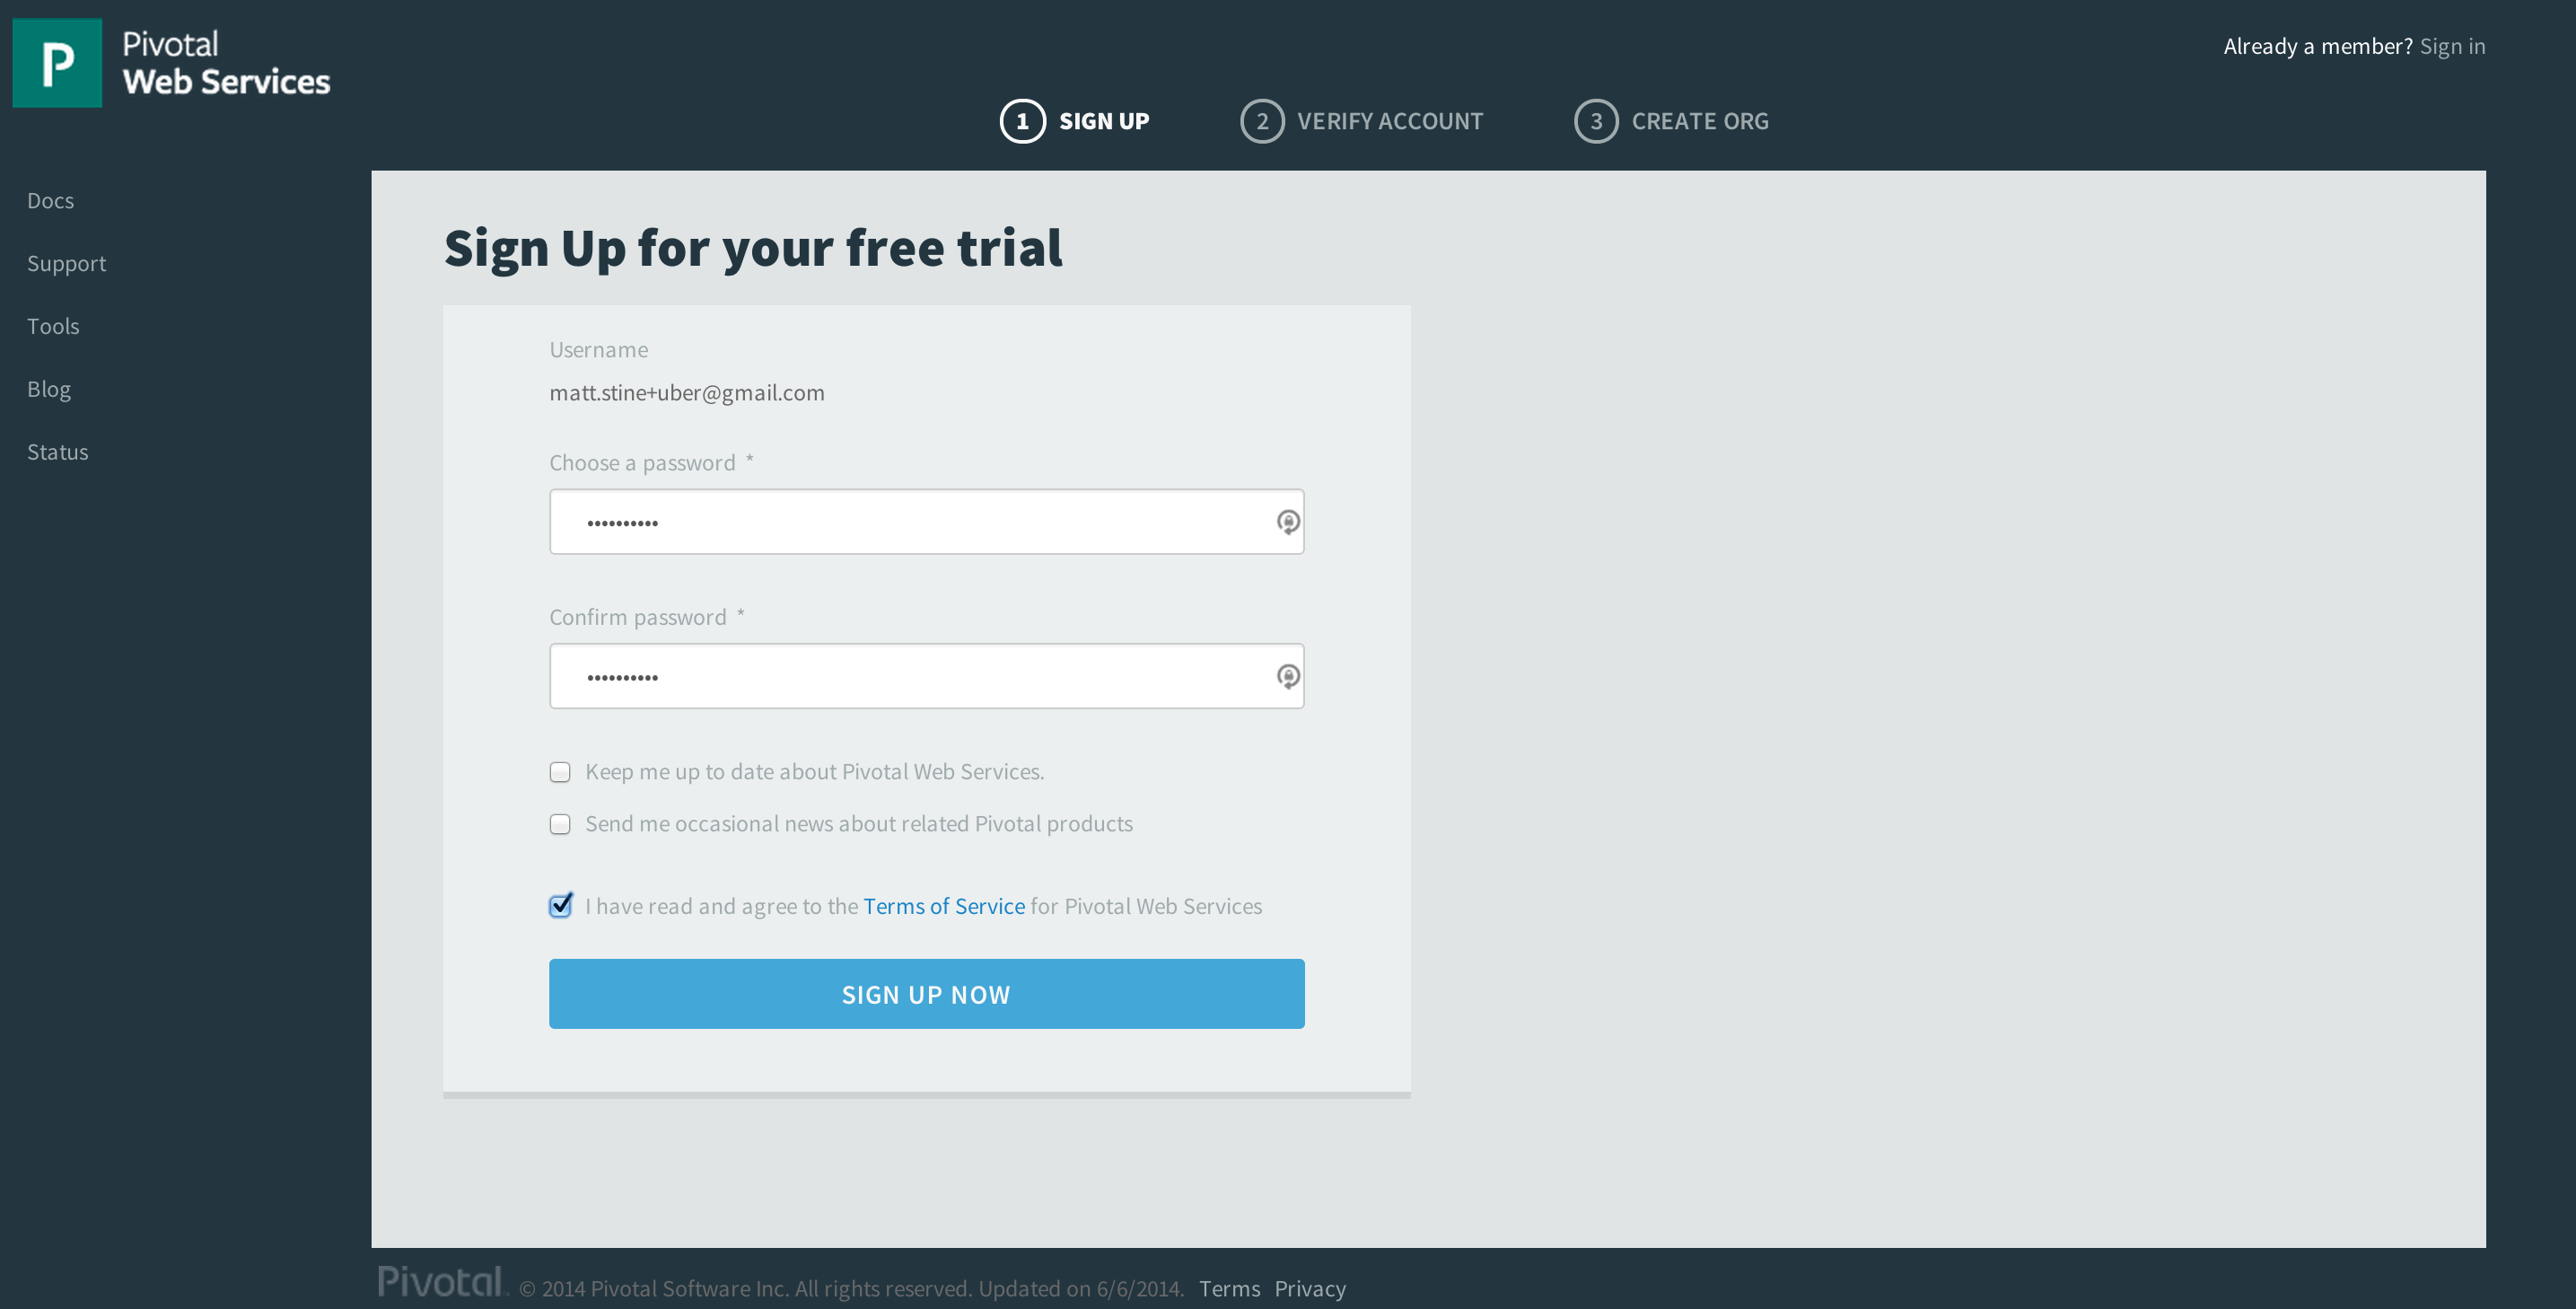 P
Pivotal
Web Services
Already a member? Sign in
1 SIGN UP
2 VERIFY ACCOUNT
3 CREATE ORG
Docs
Support
Tools
Blog
Status
Sign Up for your free trial
Username
matt.stine+uber@gmail.com
Choose a password *
••••••••••
Confirm password *
••••••••••
Keep me up to date about Pivotal Web Services.
Send me occasional news about related Pivotal products
I have read and agree to the Terms of Service for Pivotal Web Services
SIGN UP NOW
Pivotal. © 2014 Pivotal Software Inc. All rights reserved. Updated on 6/6/2014. Terms Privacy